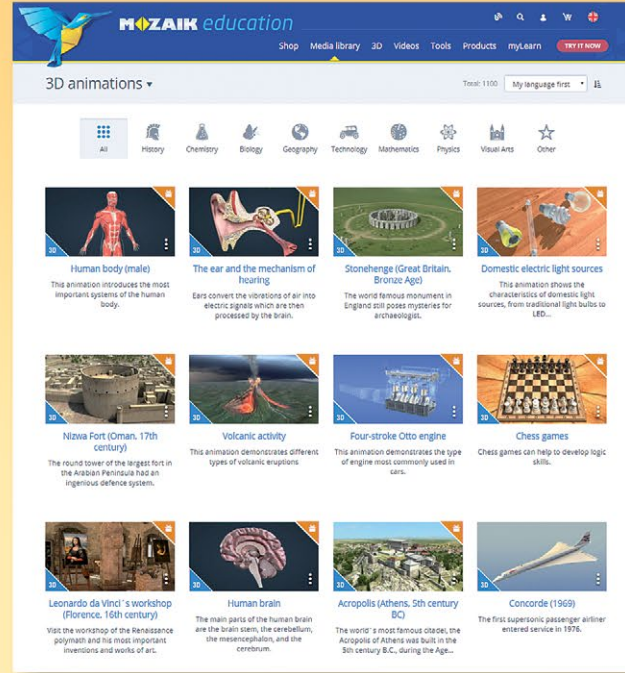 MOZAIK education
Shop Media library 3D Videos Tools Products myLearn TRY IT NOW
3D animations
Total: 1100 My language first
All History Chemistry Biology Geography Technology Mathematics Physics Visual Arts Other
3D 3D 3D 3D
Human body (male)
This animation introduces the most
important systems of the human
body.
The ear and the mechanism of
hearing
Ears convert the vibrations of air into
electric signals which are then
processed by the brain.
Stonehenge (Great Britain,
Bronze Age)
The world famous monument in
England still poses mysteries for
archaeologist.
Domestic electric light sources
This animation shows the
characteristics of domestic light
sources, from traditional light bulbs to
LED...
3D 3D 3D 3D
Nizwa Fort (Oman, 17th
century)
The round tower of the largest fort in
the Arabian Peninsula had an
ingenious defence system.
Volcanic activity
This animation demonstrates different
types of volcanic eruptions
Four-stroke Otto engine
This animation demonstrates the type
of engine most commonly used in
cars.
Chess games
Chess games can help to develop logic
skills.
3D 3D 3D 3D
Leonardo da Vinci´s workshop
(Florence, 16th century)
Visit the workshop of the Renaissance
polymath and his most important
inventions and works of art.
Human brain
The main parts of the human brain
are the brain stem, the cerebellum,
the mesencephalon, and the
cerebrum.
Acropolis (Athens, 5th century
BC)
The world´s most famous citadel, the
Acropolis of Athens was built in the
5th century B.C., during the Age...
Concorde (1969)
The first supersonic passenger airliner
entered service in 1976.